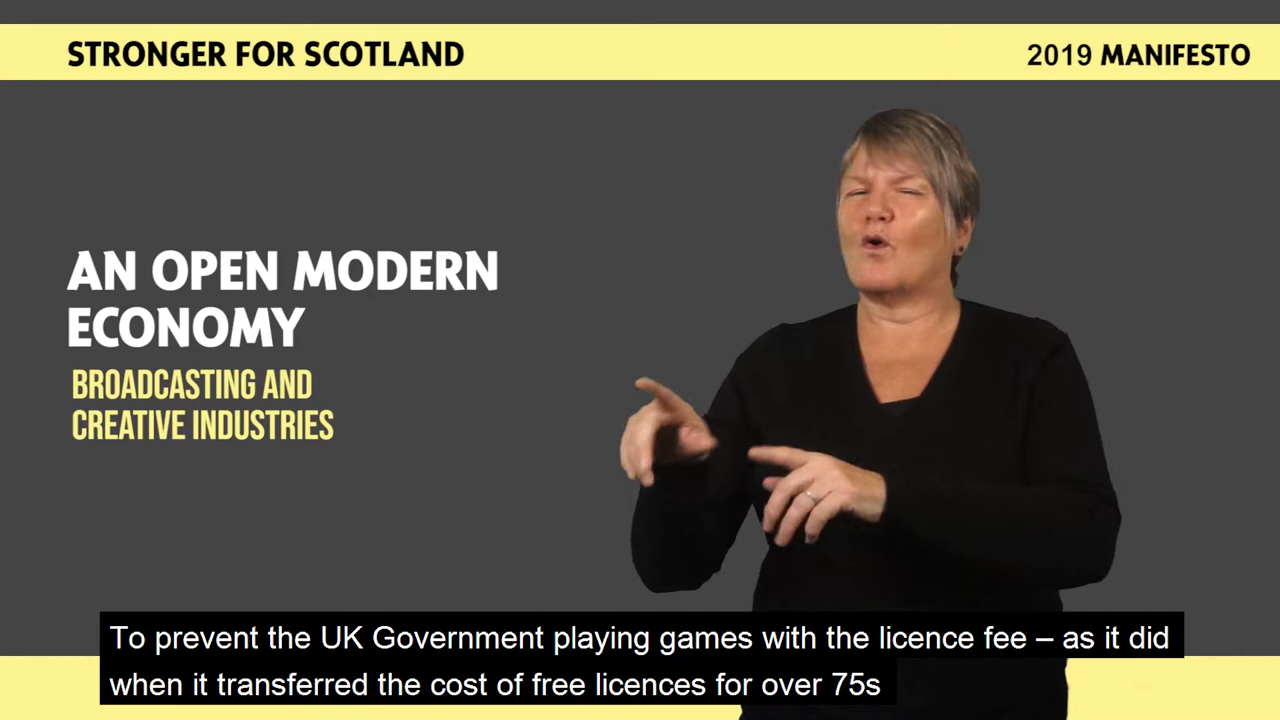 STRONGER FOR SCOTLAND
2019 MANIFESTO
AN OPEN MODERN
ECONOMY
BROADCASTING AND
CREATIVE INDUSTRIES
To prevent the UK Government playing games with the licence fee – as it did
when it transferred the cost of free licences for over 75s